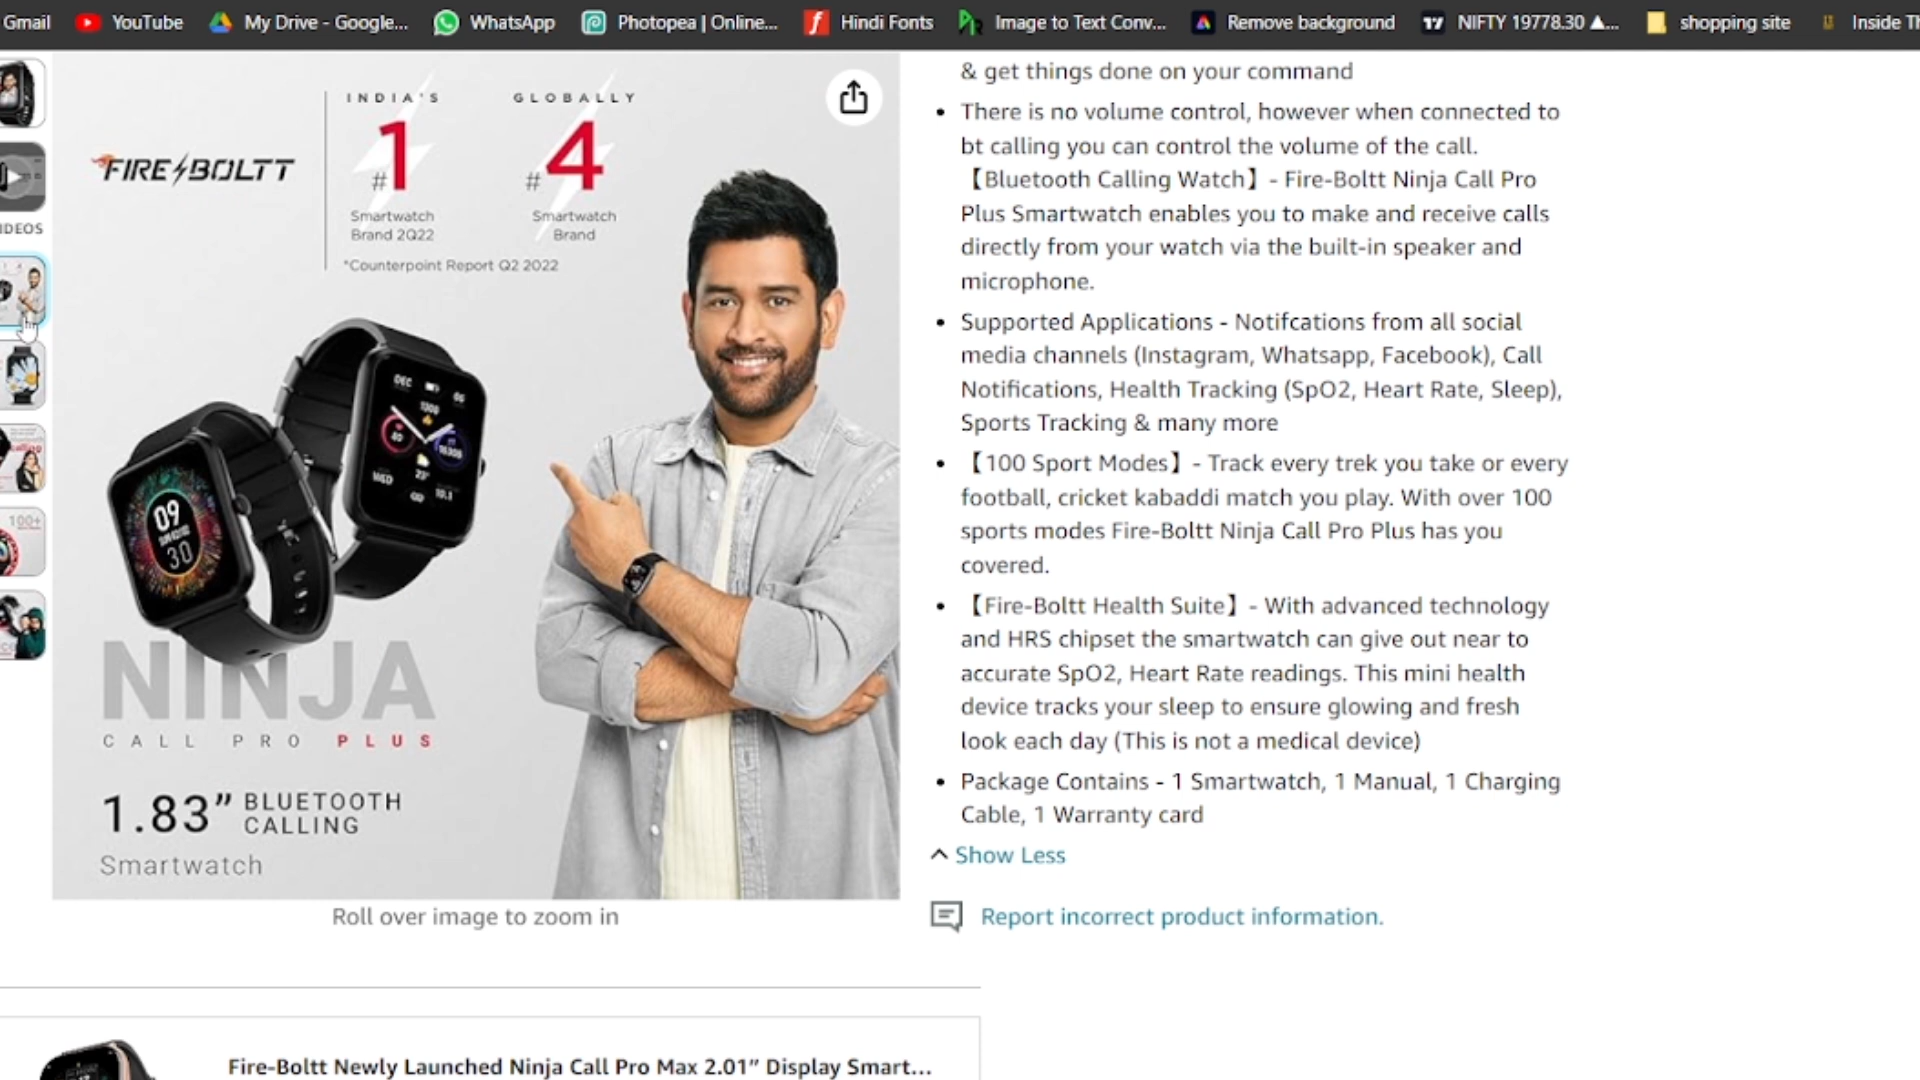 Gmail YouTube My Drive - Google... WhatsApp Photopea | Online... Hindi Fonts Image to Text Conv... Remove background NIFTY 19778.30 ▲... shopping site Inside
IDEOS
100+
FIRE BOLTT
INDIA'S
#1
Smartwatch
Brand 2Q22
GLOBALLY
#4
Smartwatch
Brand
*Counterpoint Report Q2 2022
DEC 06
1308
80
WED 10.1
09
30
NINJA
CALL PRO PLUS
1.83” BLUETOOTH
CALLING
Smartwatch
Roll over image to zoom in
& get things done on your command
• There is no volume control, however when connected to
bt calling you can control the volume of the call.
【Bluetooth Calling Watch】- Fire-Boltt Ninja Call Pro
Plus Smartwatch enables you to make and receive calls
directly from your watch via the built-in speaker and
microphone.
• Supported Applications - Notifcations from all social
media channels (Instagram, Whatsapp, Facebook), Call
Notifications, Health Tracking (SpO2, Heart Rate, Sleep),
Sports Tracking & many more
• 【100 Sport Modes】- Track every trek you take or every
football, cricket kabaddi match you play. With over 100
sports modes Fire-Boltt Ninja Call Pro Plus has you
covered.
• 【Fire-Boltt Health Suite】- With advanced technology
and HRS chipset the smartwatch can give out near to
accurate SpO2, Heart Rate readings. This mini health
device tracks your sleep to ensure glowing and fresh
look each day (This is not a medical device)
• Package Contains - 1 Smartwatch, 1 Manual, 1 Charging
Cable, 1 Warranty card
Show Less
Report incorrect product information.
Fire-Boltt Newly Launched Ninja Call Pro Max 2.01” Display Smart...